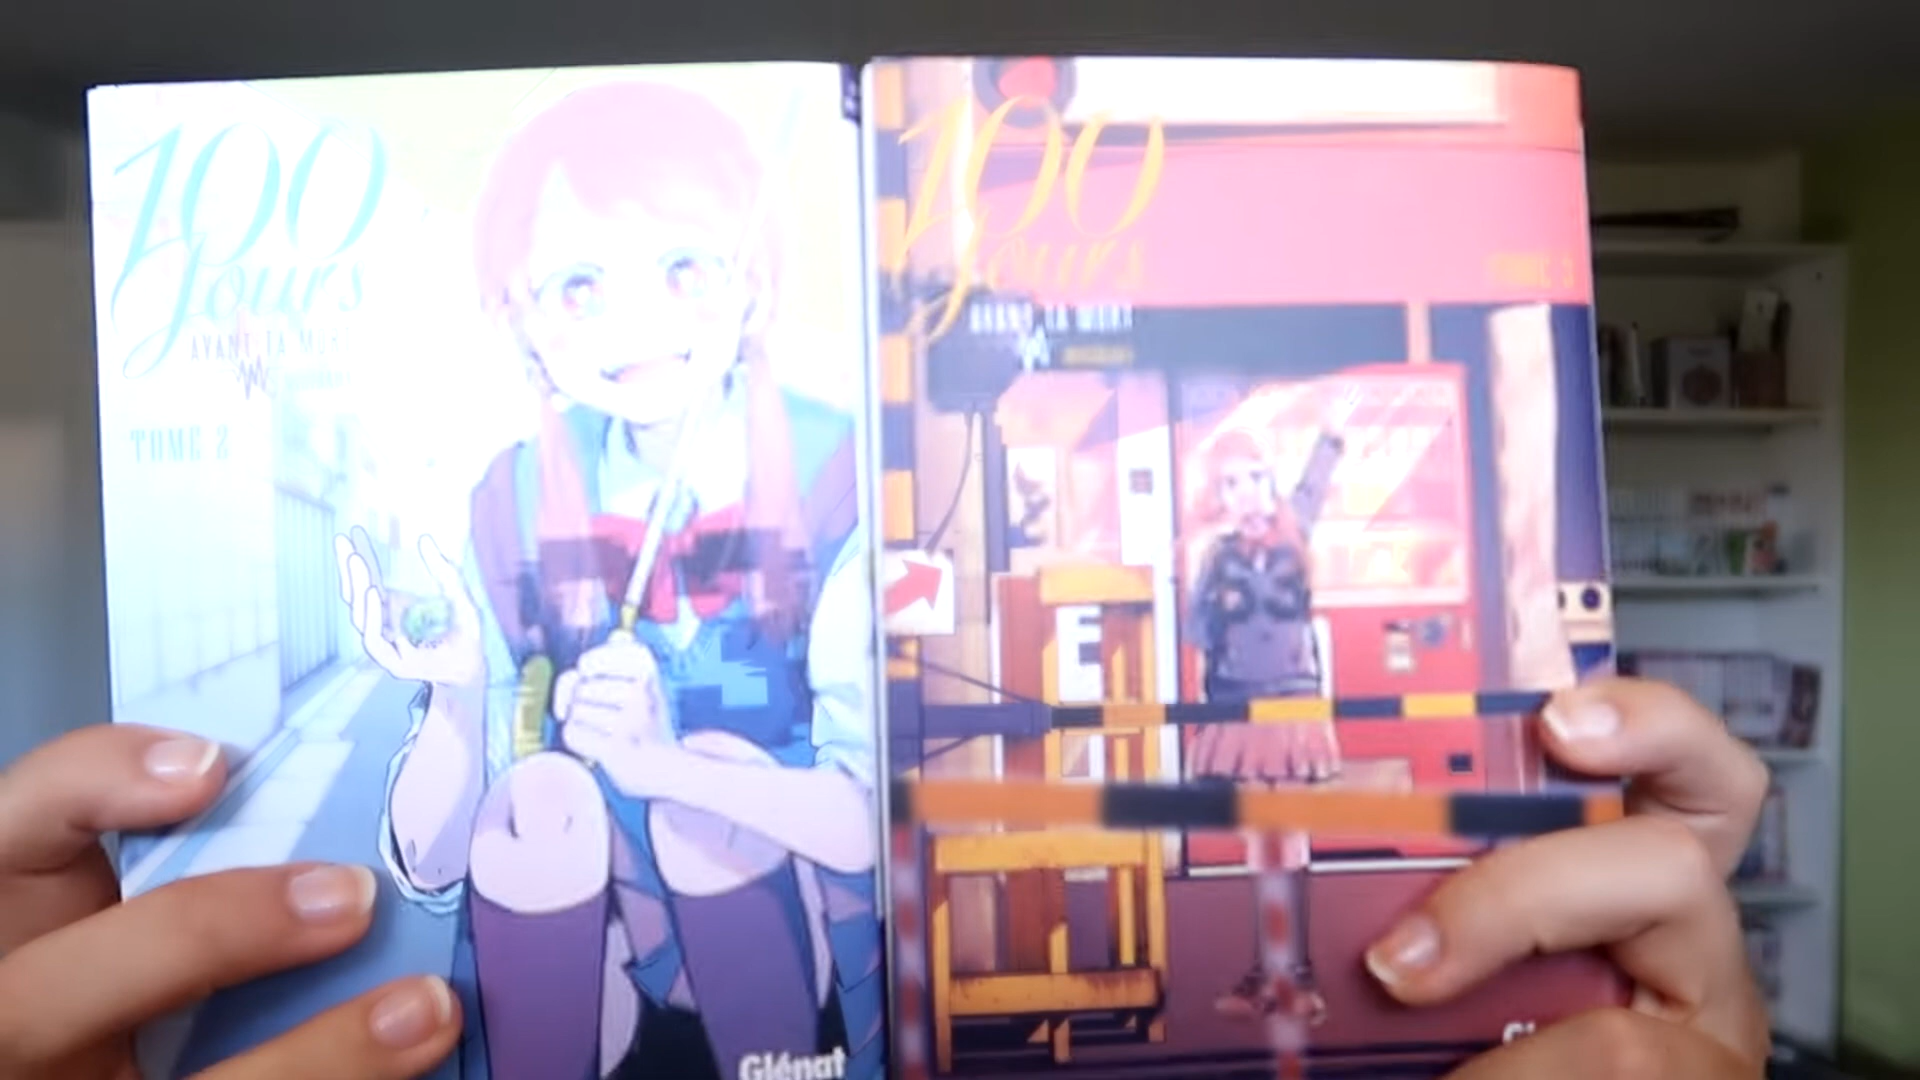 100
Jours
AVANT TA MORT
TOME 2
Glénat
100
Jours
AVANT TA MORT
TOME 3
E